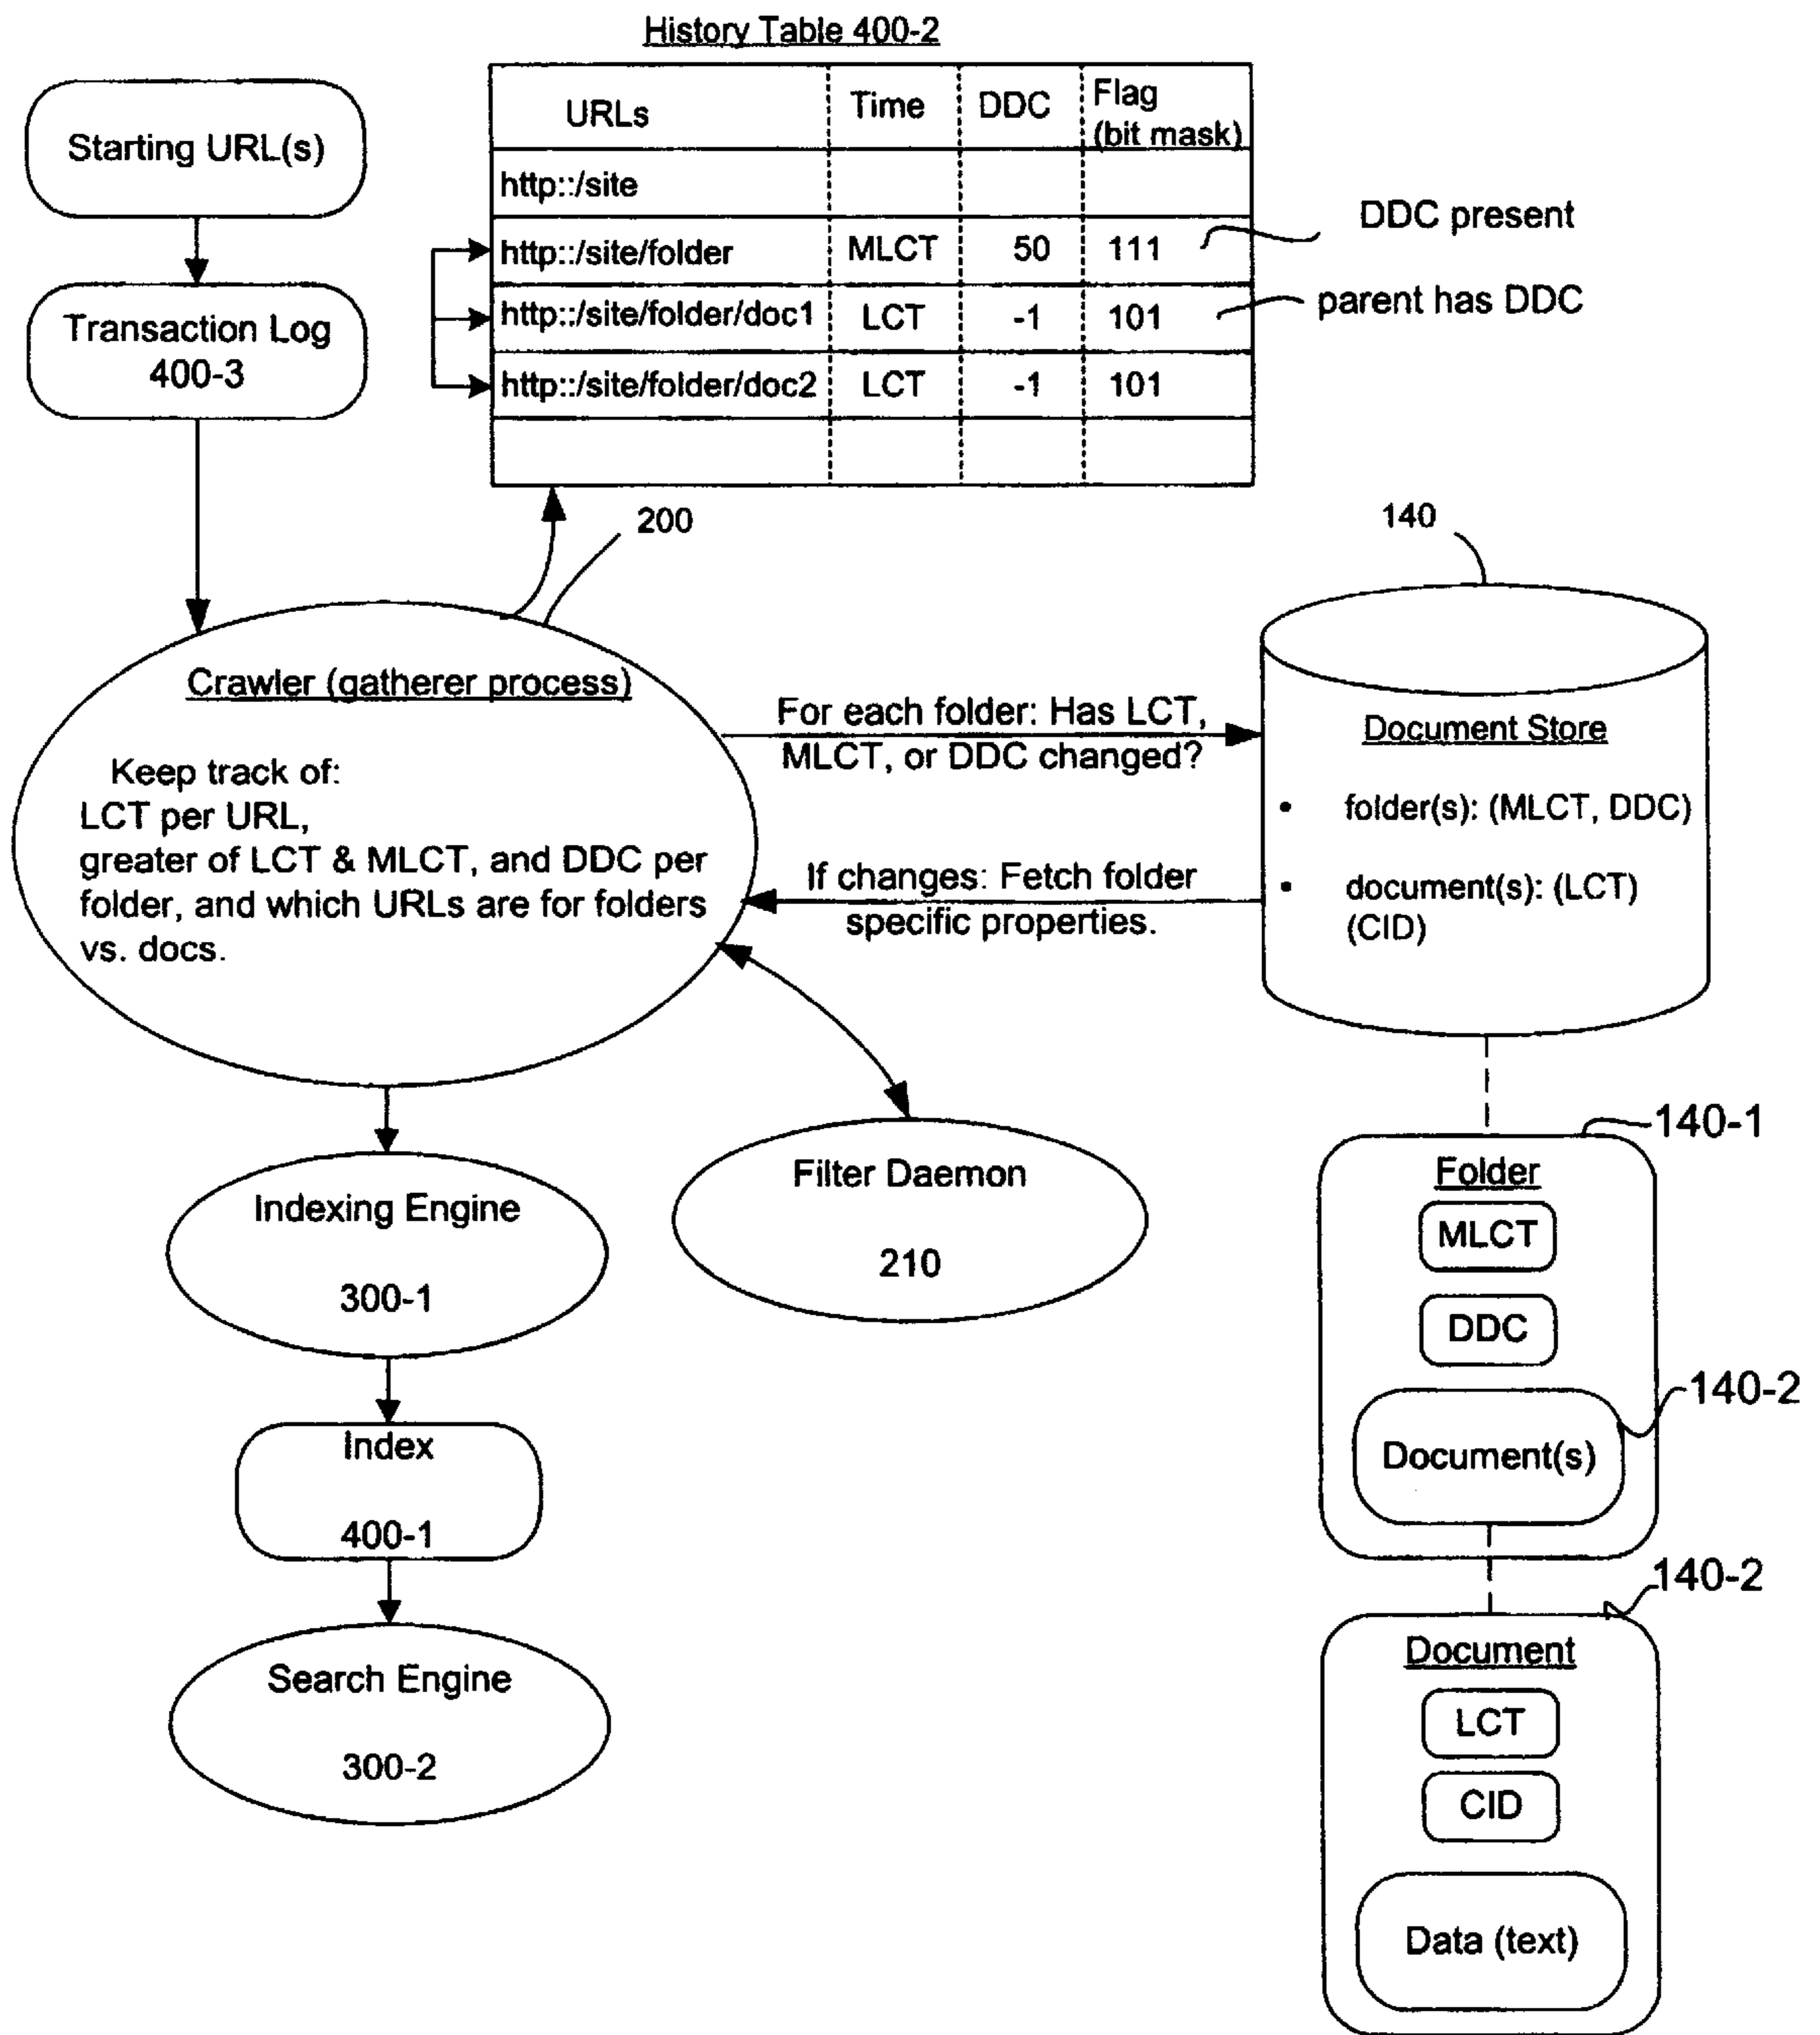 History Table 400-2
URLs Time DDC Flag (bit mask)
http::/site
http::/site/folder MLCT 50 111
http::/site/folder/doc1 LCT -1 101
http::/site/folder/doc2 LCT -1 101
DDC present
parent has DDC
Starting URL(s)
Transaction Log
400-3
200
140
Crawler (gatherer process)
Keep track of:
LCT per URL,
greater of LCT & MLCT, and DDC per
folder, and which URLs are for folders
vs. docs.
For each folder: Has LCT,
MLCT, or DDC changed?
If changes: Fetch folder
specific properties.
Document Store
• folder(s): (MLCT, DDC)
• document(s): (LCT)
(CID)
Filter Daemon
210
Indexing Engine
300-1
Index
400-1
Search Engine
300-2
140-1
Folder
MLCT
DDC
140-2
Document(s)
140-2
Document
LCT
CID
Data (text)